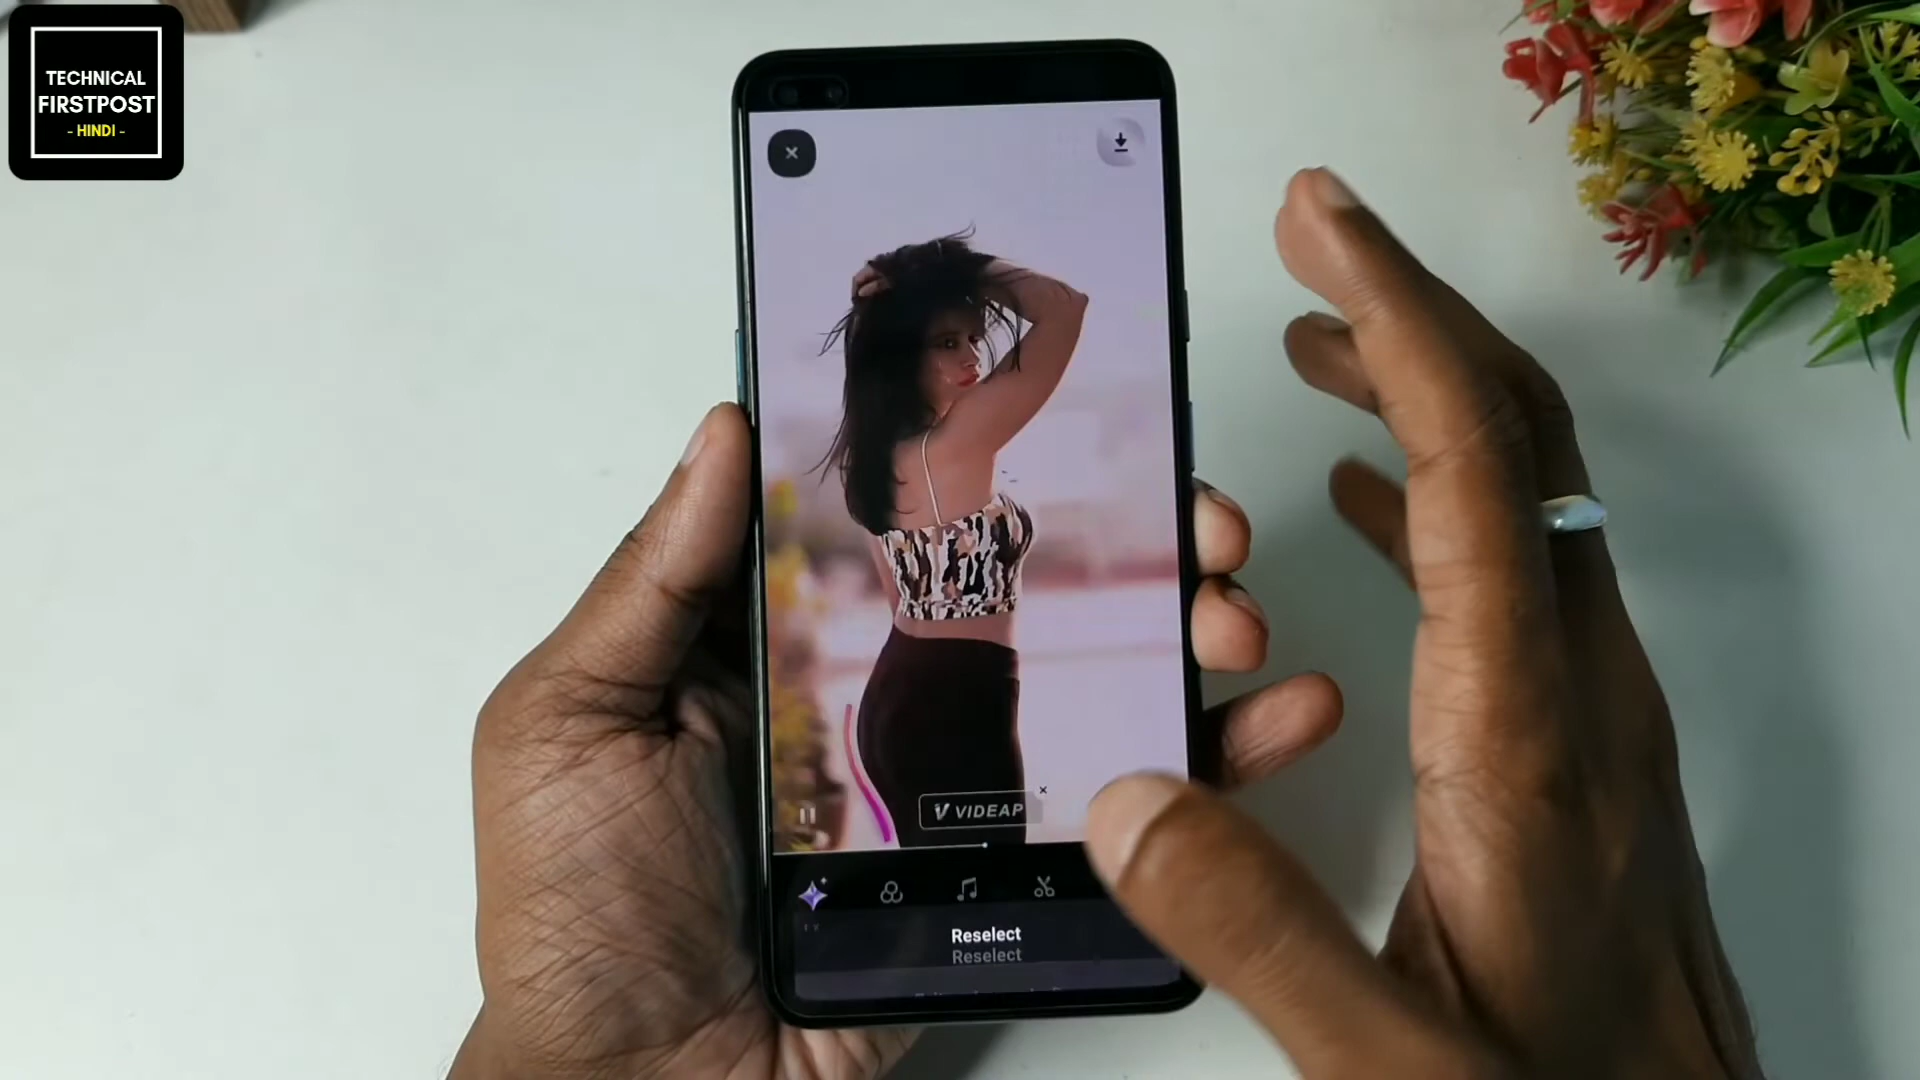 TECHNICAL
FIRSTPOST
- HINDI -
VIDEAP
Reselect
Reselect